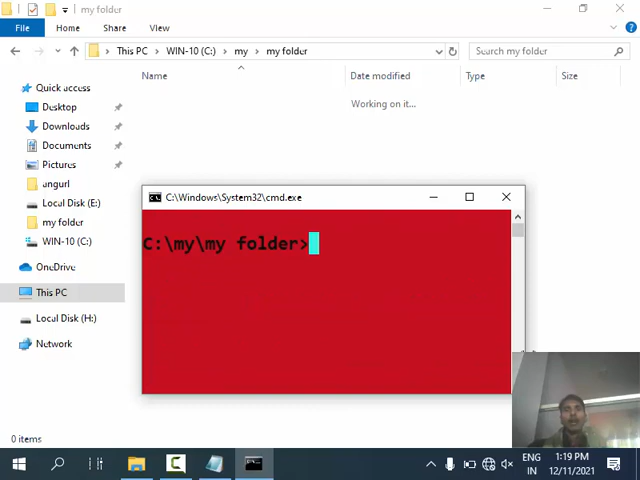 my folder
File Home Share View
This PC WIN-10 (C:) my my folder Search my folder
Name Date modified Type Size
Working on it...
Quick access
Desktop
Downloads
Documents
Pictures
angurl
Local Disk (E:)
my folder
WIN-10 (C:)
OneDrive
This PC
Local Disk (H:)
Network
C:\Windows\System32\cmd.exe
C:\my\my folder>
0 items
ENG 1:19 PM
IN 12/11/2021